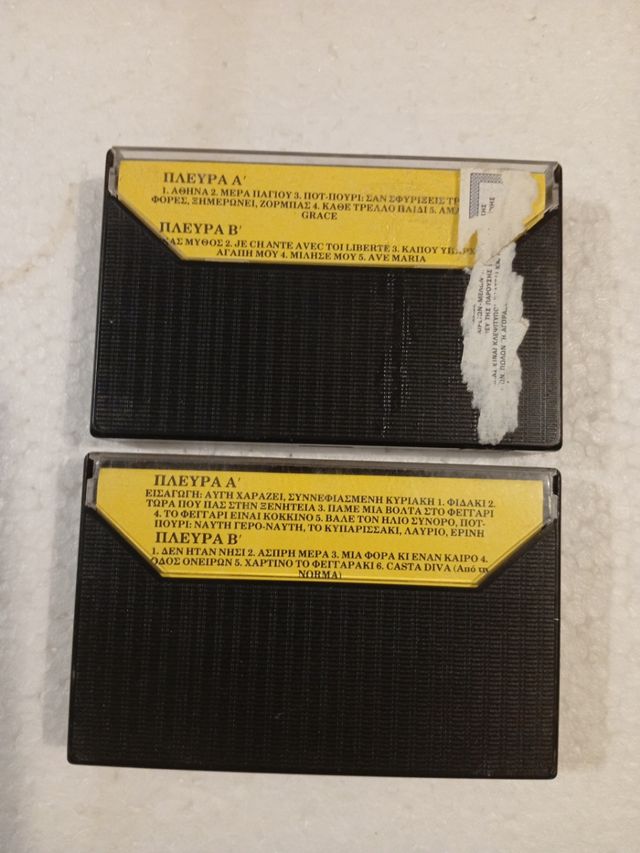 ΠΛΕΥΡΑ Α'
1. ΑΘΗΝΑ 2. ΜΕΡΑ ΠΑΓΙΟΥ 3. ΠΟΤ-ΠΟΥΡΙ: ΣΑΝ ΣΦΥΡΙΞΕΙΣ
ΦΟΡΕΣ, ΞΗΜΕΡΩΝΕΙ, ΖΟΡΜΠΑΣ 4. ΚΑΘΕ ΤΡΕΛΛΟ ΠΑΙΔΙ 5.
GRACE
ΠΛΕΥΡΑ Β'
ΜΥΘΟΣ 2. JE CHANTE AVEC TOI LIBERTÉ 3. ΚΑΠΟΥ
ΑΓΑΠΗ ΜΟΥ 4. ΜΙΛΗΣΕ ΜΟΥ 5. AVE MARIA
ΠΛΕΥΡΑ Α'
ΕΙΣΑΓΩΓΗ: ΑΥΓΗ ΧΑΡΑΖΕΙ, ΣΥΝΝΕΦΙΑΣΜΕΝΗ ΚΥΡΙΑΚΗ 1. ΦΙΔΑΚΙ 2.
ΤΩΡΑ ΠΟΥ ΠΑΣ ΣΤΗΝ ΞΕΝΗΤΕΙΑ 3. ΠΑΜΕ ΜΙΑ ΒΟΛΤΑ ΣΤΟ ΦΕΓΓΑΡΙ
4. ΤΟ ΦΕΓΓΑΡΙ ΕΙΝΑΙ ΚΟΚΚΙΝΟ 5. ΒΑΛΕ ΤΟΝ ΗΛΙΟ ΣΥΝΟΡΟ, ΠΟΤ-
ΠΟΥΡΙ: ΝΑΥΤΗ ΓΕΡΟ-ΝΑΥΤΗ, ΤΟ ΚΥΠΑΡΙΣΣΑΚΙ, ΛΑΥΡΙΟ, ΕΡΙΝΗ
ΠΛΕΥΡΑ Β'
1. ΔΕΝ ΗΤΑΝ ΝΗΣΙ 2. ΑΣΠΡΗ ΜΕΡΑ 3. ΜΙΑ ΦΟΡΑ ΚΙ ΕΝΑΝ ΚΑΙΡΟ 4.
ΟΔΟΣ ΟΝΕΙΡΩΝ 5. ΧΑΡΤΙΝΟ ΤΟ ΦΕΓΓΑΡΑΚΙ 6. CASTA DIVA (Από τη
NORMA)